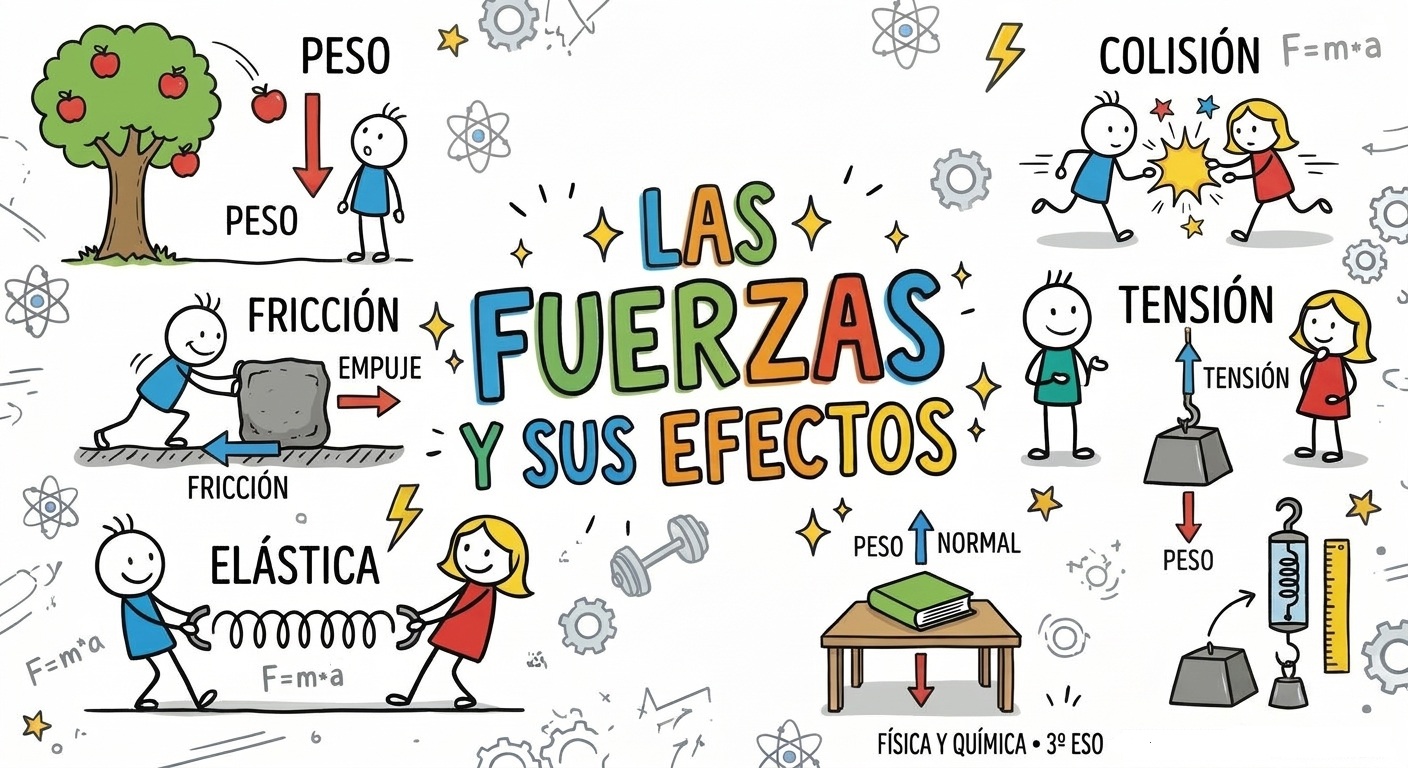 PESO
PESO
FRICCIÓN
EMPUJE
FRICCIÓN
ELÁSTICA
F=m*a
F=m*a
LAS
FUERZAS
Y SUS EFECTOS
COLISIÓN
F=m*a
TENSIÓN
TENSIÓN
PESO
PESO
NORMAL
FÍSICA Y QUÍMICA • 3º ESO